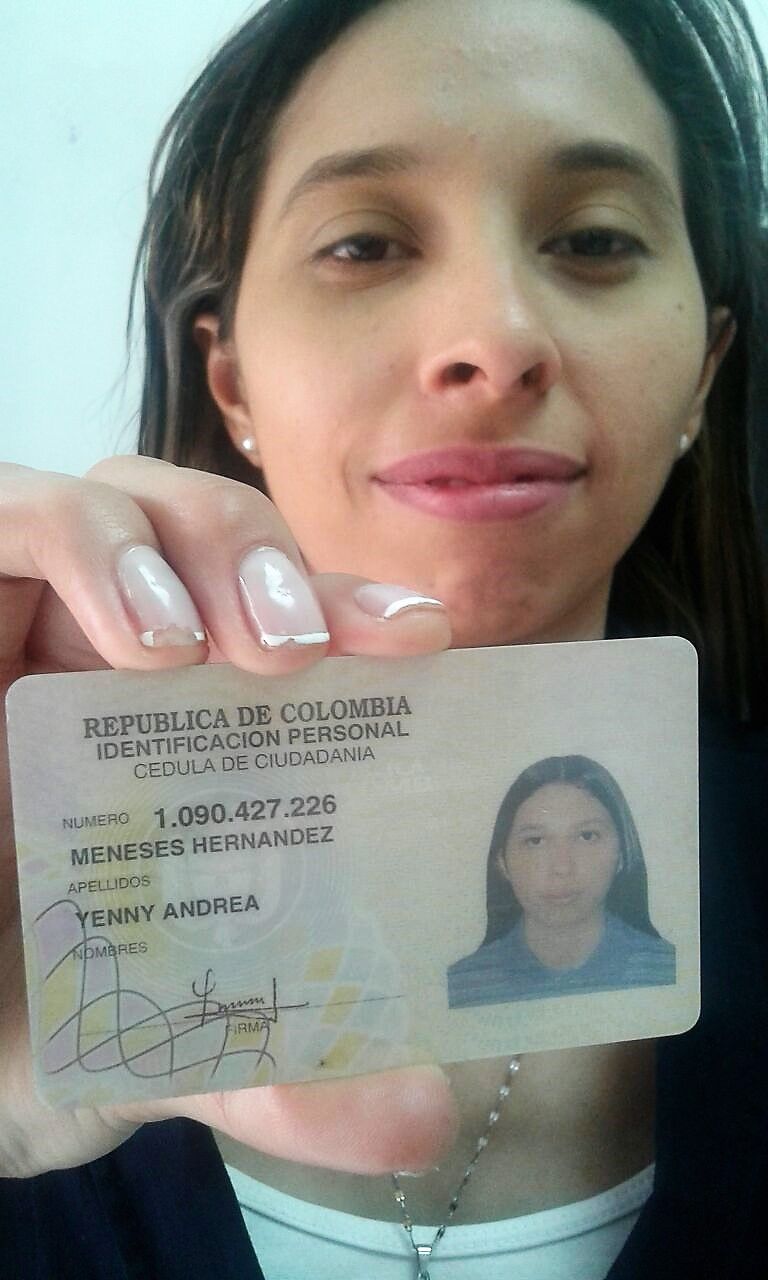 REPUBLICA DE COLOMBIA
IDENTIFICACION PERSONAL
CEDULA DE CIUDADANIA
NUMERO 1.090.427.226
MENESES HERNANDEZ
APELLIDOS
YENNY ANDREA
NOMBRES
FIRMA